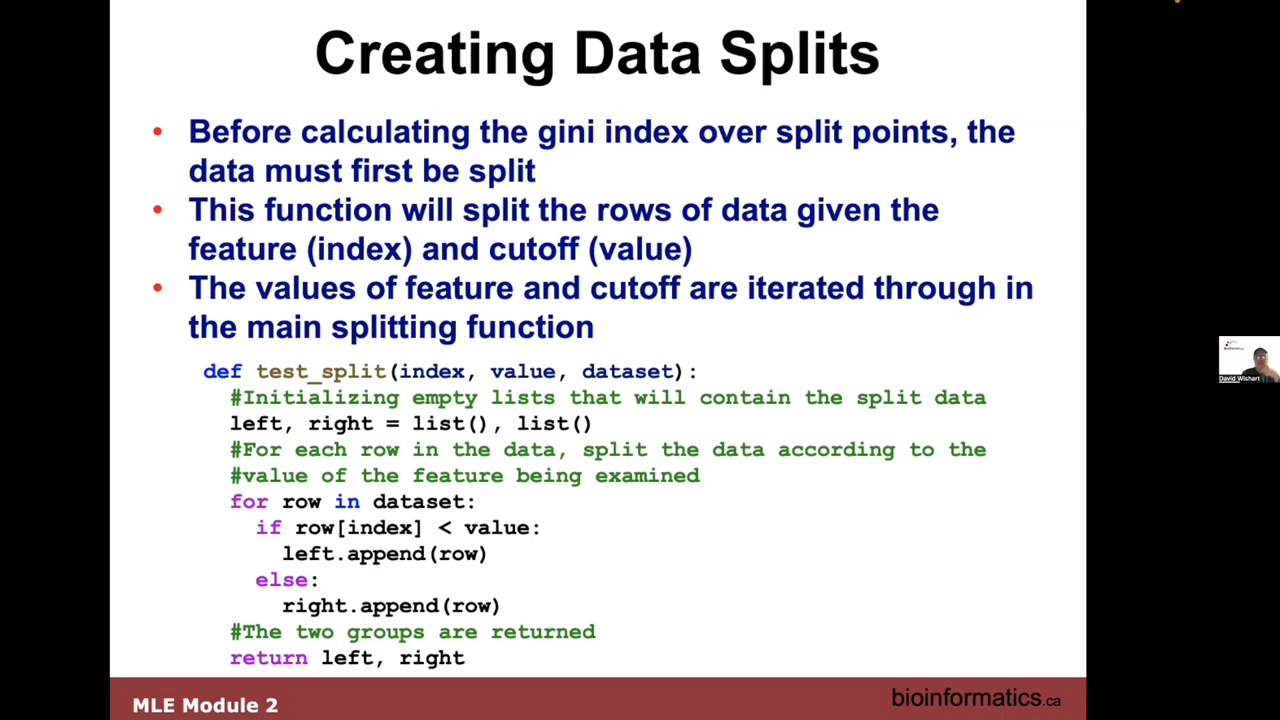 Creating Data Splits
• Before calculating the gini index over split points, the
data must first be split
• This function will split the rows of data given the
feature (index) and cutoff (value)
• The values of feature and cutoff are iterated through in
the main splitting function
def test_split(index, value, dataset):
#Initializing empty lists that will contain the split data
left, right = list(), list()
#For each row in the data, split the data according to the
#value of the feature being examined
for row in dataset:
if row[index] < value:
left.append(row)
else:
right.append(row)
#The two groups are returned
return left, right
MLE Module 2
bioinformatics.ca
David Wishart